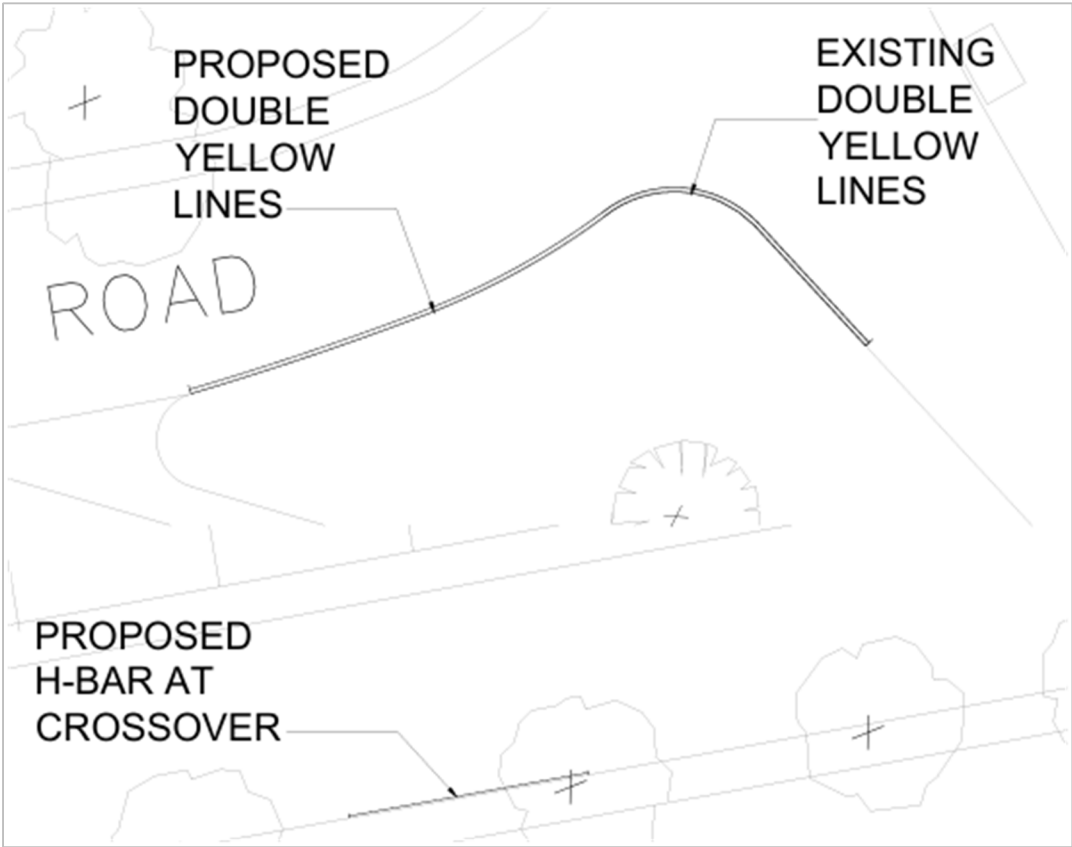 PROPOSED
DOUBLE
YELLOW
LINES
EXISTING
DOUBLE
YELLOW
LINES
ROAD
PROPOSED
H-BAR AT
CROSSOVER